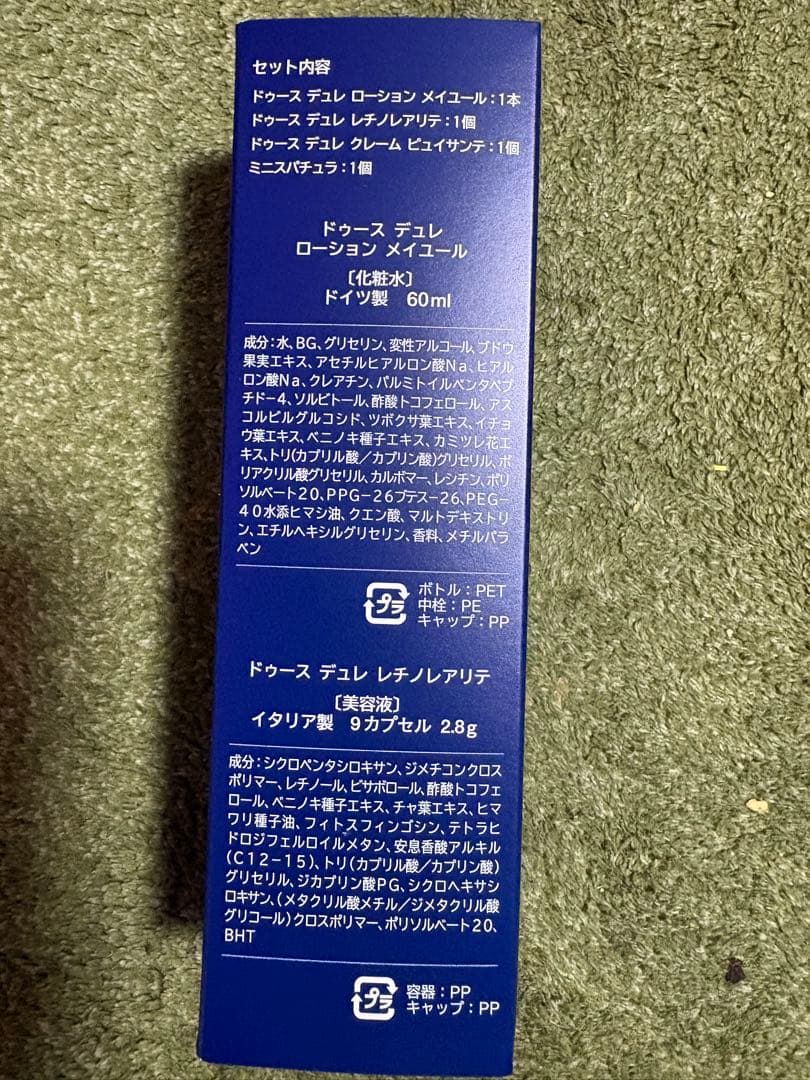 セット内容
ドゥース デュレ ローション メイユール：1本
ドゥース デュレ レチノレアリテ：1個
ドゥース デュレ クレーム ピュイサンテ：1個
ミニスパチュラ：1個
ドゥース デュレ
ローション メイユール
〔化粧水〕
ドイツ製　60ml
成分：水、BG、グリセリン、変性アルコール、ブドウ
果実エキス、アセチルヒアルロン酸Na、ヒアル
ロン酸Na、クレアチン、パルミトイルペンタペプ
チド-4、ソルビトール、酢酸トコフェロール、アス
コルビルグルコシド、ツボクサ葉エキス、イチョ
ウ葉エキス、ベニノキ種子エキス、カミツレ花エ
キス、トリ(カプリル酸／カプリン酸)グリセリル、ポ
リアクリル酸グリセリル、カルボマー、レシチン、ポリ
ソルベート20、PPG-26ブテス-26、PEG-
40水添ヒマシ油、クエン酸、マルトデキストリ
ン、エチルヘキシルグリセリン、香料、メチルパラ
ベン
プラ
ボトル：PET
中栓：PE
キャップ：PP
ドゥース デュレ レチノレアリテ
〔美容液〕
イタリア製　9カプセル 2.8g
成分：シクロペンタシロキサン、ジメチコンクロス
ポリマー、レチノール、ビサボロール、酢酸トコフェ
ロール、ベニノキ種子エキス、チャ葉エキス、ヒマ
ワリ種子油、フィトスフィンゴシン、テトラヒ
ドロジフェルロイルメタン、安息香酸アルキル
(C12-15)、トリ(カプリル酸／カプリン酸)
グリセリル、ジカプリン酸PG、シクロヘキサシ
ロキサン、(メタクリル酸メチル／ジメタクリル酸
グリコール)クロスポリマー、ポリソルベート20、
BHT
プラ
容器：PP
キャップ：PP